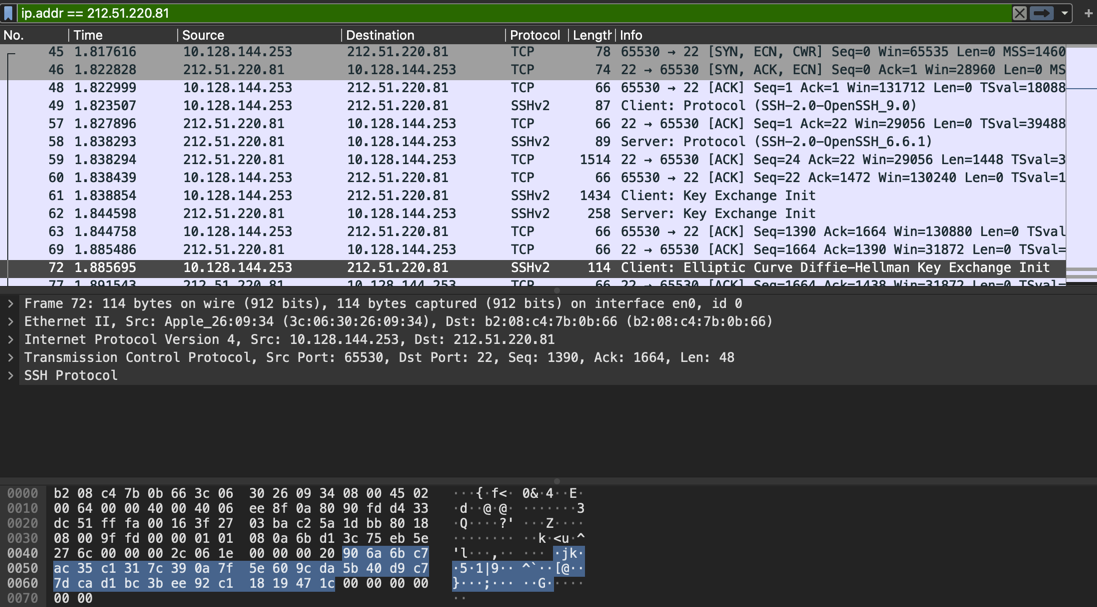 ip.addr == 212.51.220.81
No. Time Source Destination Protocol Length Info
45 1.817616 10.128.144.253 212.51.220.81 TCP 78 65530 → 22 [SYN, ECN, CWR] Seq=0 Win=65535 Len=0 MSS=1460
46 1.822828 212.51.220.81 10.128.144.253 TCP 74 22 → 65530 [SYN, ACK, ECN] Seq=0 Ack=1 Win=28960 Len=0 MS
48 1.822999 10.128.144.253 212.51.220.81 TCP 66 65530 → 22 [ACK] Seq=1 Ack=1 Win=131712 Len=0 TSval=18088
49 1.823507 10.128.144.253 212.51.220.81 SSHv2 87 Client: Protocol (SSH-2.0-OpenSSH_9.0)
57 1.827896 212.51.220.81 10.128.144.253 TCP 66 22 → 65530 [ACK] Seq=1 Ack=22 Win=29056 Len=0 TSval=39488
58 1.838293 212.51.220.81 10.128.144.253 SSHv2 89 Server: Protocol (SSH-2.0-OpenSSH_6.6.1)
59 1.838294 212.51.220.81 10.128.144.253 TCP 1514 22 → 65530 [ACK] Seq=24 Ack=22 Win=29056 Len=1448 TSval=3
60 1.838439 10.128.144.253 212.51.220.81 TCP 66 65530 → 22 [ACK] Seq=22 Ack=1472 Win=130240 Len=0 TSval=1
61 1.838854 10.128.144.253 212.51.220.81 SSHv2 1434 Client: Key Exchange Init
62 1.844598 212.51.220.81 10.128.144.253 SSHv2 258 Server: Key Exchange Init
63 1.844758 10.128.144.253 212.51.220.81 TCP 66 65530 → 22 [ACK] Seq=1390 Ack=1664 Win=130880 Len=0 TSval
69 1.885486 212.51.220.81 10.128.144.253 TCP 66 22 → 65530 [ACK] Seq=1664 Ack=1390 Win=31872 Len=0 TSval=
72 1.885695 10.128.144.253 212.51.220.81 SSHv2 114 Client: Elliptic Curve Diffie-Hellman Key Exchange Init
77 1.891543 212.51.220.81 10.128.144.253 TCP 66 22 → 65530 [ACK] Seq=1664 Ack=1438 Win=31872 Len=0 TSval=
Frame 72: 114 bytes on wire (912 bits), 114 bytes captured (912 bits) on interface en0, id 0
Ethernet II, Src: Apple_26:09:34 (3c:06:30:26:09:34), Dst: b2:08:c4:7b:0b:66 (b2:08:c4:7b:0b:66)
Internet Protocol Version 4, Src: 10.128.144.253, Dst: 212.51.220.81
Transmission Control Protocol, Src Port: 65530, Dst Port: 22, Seq: 1390, Ack: 1664, Len: 48
SSH Protocol
0000 b2 08 c4 7b 0b 66 3c 06 30 26 09 34 08 00 45 02 ···{·f<· 0&·4··E·
0010 00 64 00 00 40 00 40 06 ee 8f 0a 80 90 fd d4 33 ·d··@·@· ·······3
0020 dc 51 ff fa 00 16 3f 27 03 ba c2 5a 1d bb 80 18 ·Q····?' ···Z····
0030 08 00 9f fd 00 00 01 01 08 0a 6b d1 3c 75 eb 5e ········ ··k·<u·^
0040 27 6c 00 00 00 2c 06 1e 00 00 00 20 90 6a 6b c7 'l···,·· ··· ·jk·
0050 ac 35 c1 31 7c 39 0a 7f 5e 60 9c da 5b 40 d9 c7 ·5·1|9·· ^`··[@··
0060 7d ca d1 bc 3b ee 92 c1 18 19 47 1c 00 00 00 00 }···;··· ··G·····
0070 00 00 ··